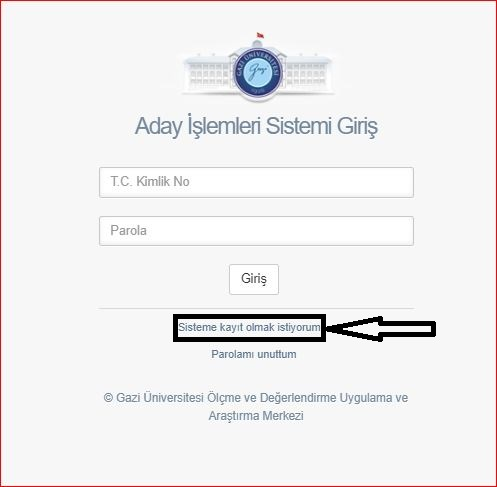 GAZİ ÜNİVERSİTESİ
Gazi
1926
Aday İşlemleri Sistemi Giriş
T.C. Kimlik No
Parola
Giriş
Sisteme kayıt olmak istiyorum
Parolamı unuttum
© Gazi Üniversitesi Ölçme ve Değerlendirme Uygulama ve
Araştırma Merkezi